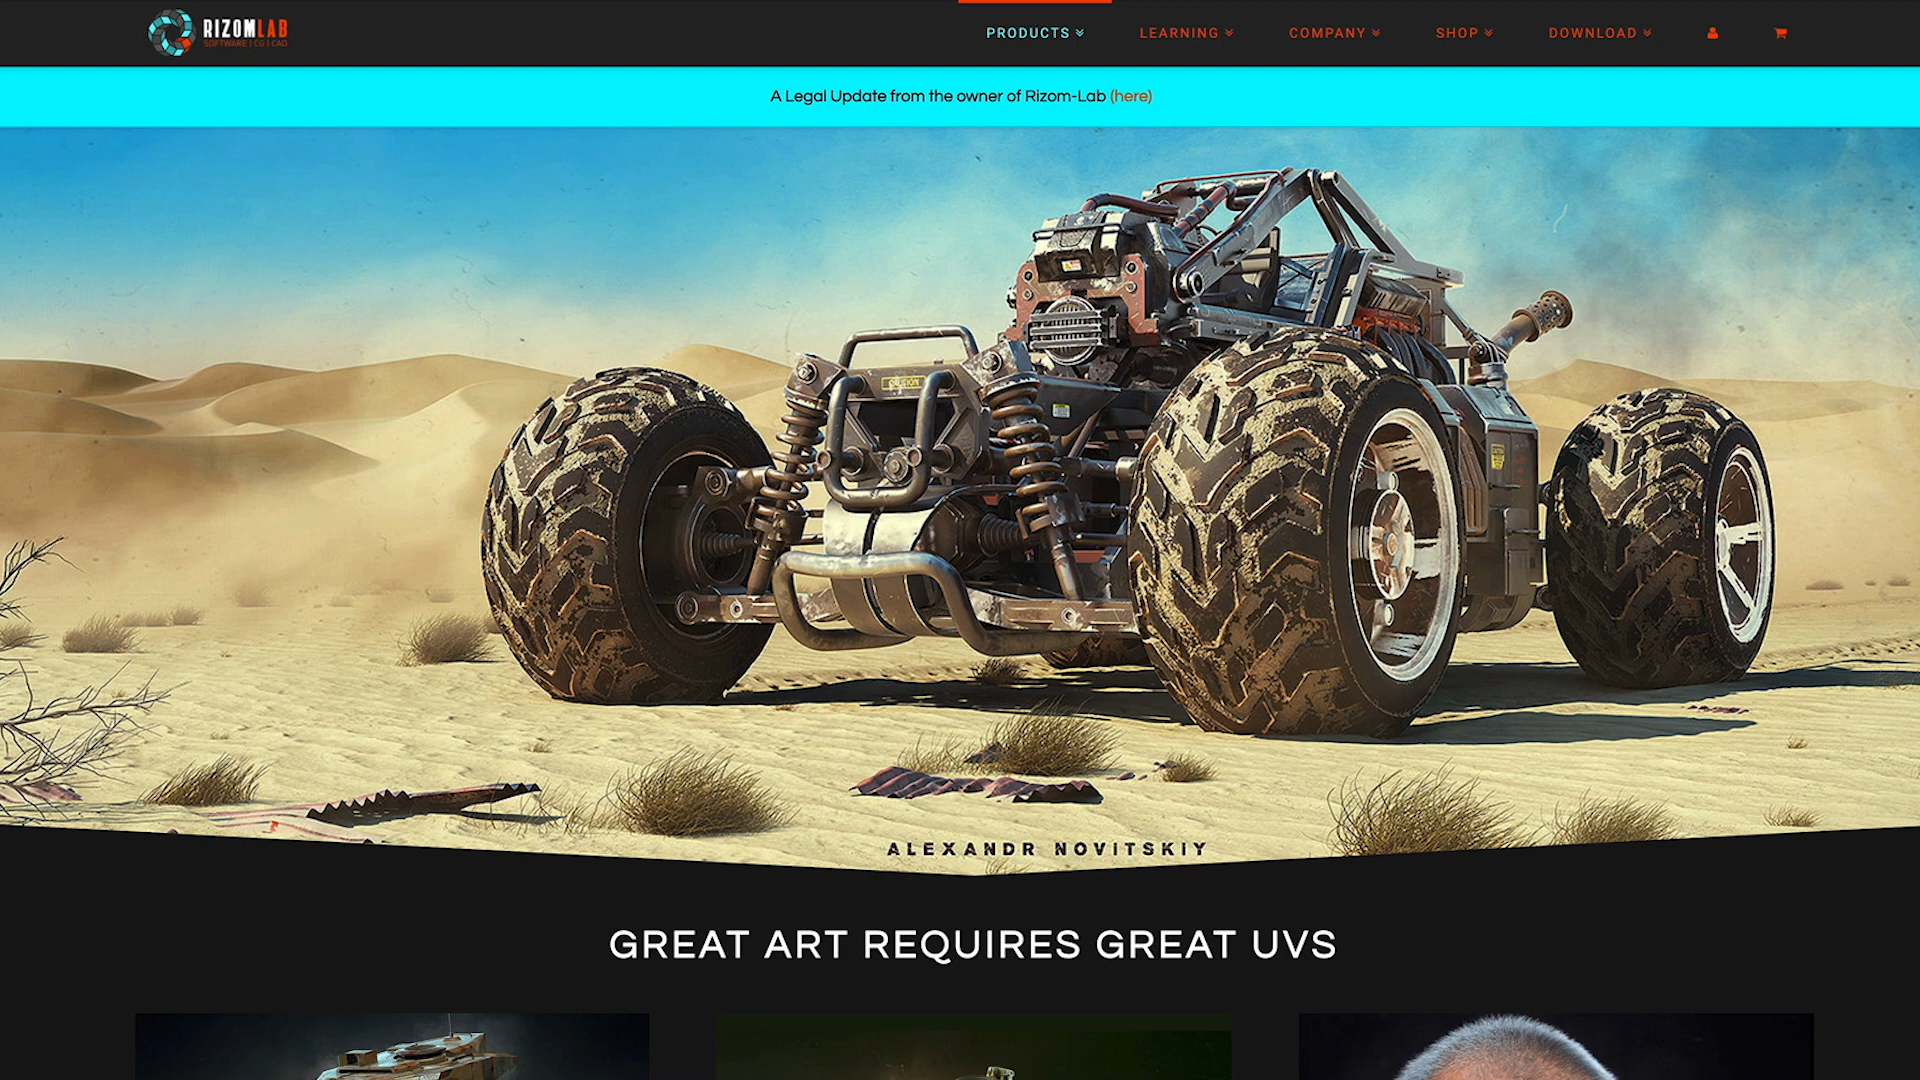 RIZOMLAB
SOFTWARE | CG | CAD
PRODUCTS
LEARNING
COMPANY
SHOP
DOWNLOAD
A Legal Update from the owner of Rizom-Lab (here)
CAUTION
ALEXANDR NOVITSKIY
GREAT ART REQUIRES GREAT UVS